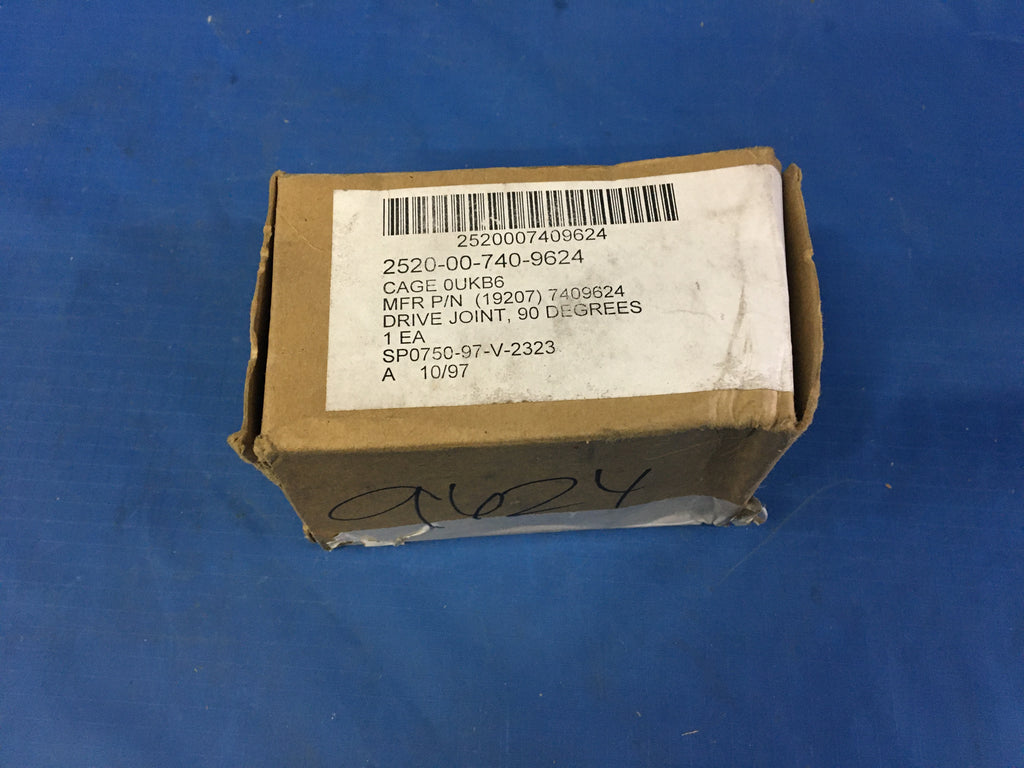 2520007409624
2520-00-740-9624
CAGE 0UKB6
MFR P/N (19207) 7409624
DRIVE JOINT, 90 DEGREES
1 EA
SP0750-97-V-2323
A 10/97
9624